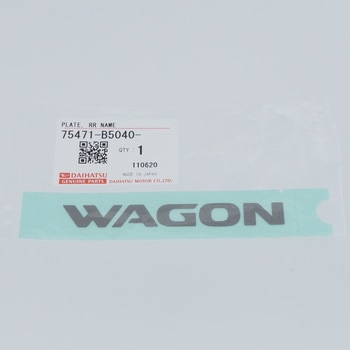 PLATE, RR NAME
75471-B5040-
QTY 1
110620
MADE IN JAPAN
DAIHATSU
GENUINE PARTS
DAIHATSU MOTOR CO.,LTD.
WAGON